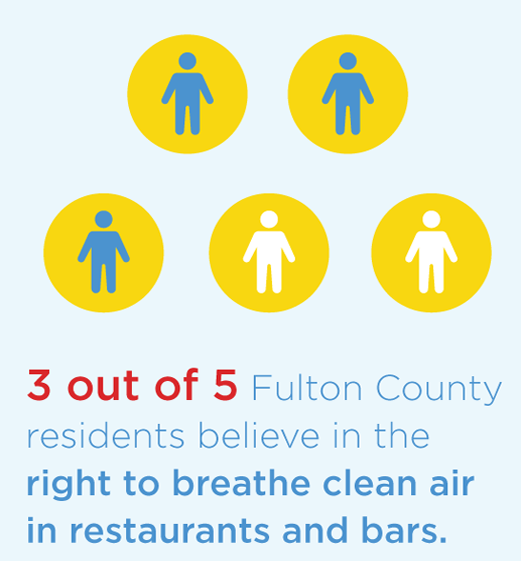 3 out of 5 Fulton County
residents believe in the
right to breathe clean air
in restaurants and bars.